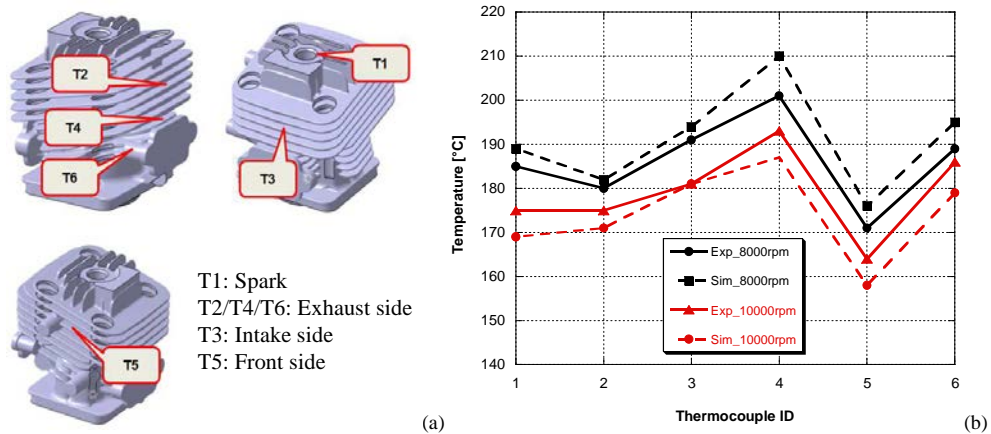 T2
T4
T6
T1
T3
T5
T1: Spark
T2/T4/T6: Exhaust side
T3: Intake side
T5: Front side
(a)
220
210
200
190
180
170
160
150
140
Temperature [°C]
Exp_8000rpm
Sim_8000rpm
Exp_10000rpm
Sim_10000rpm
1 2 3 4 5 6
Thermocouple ID
(b)